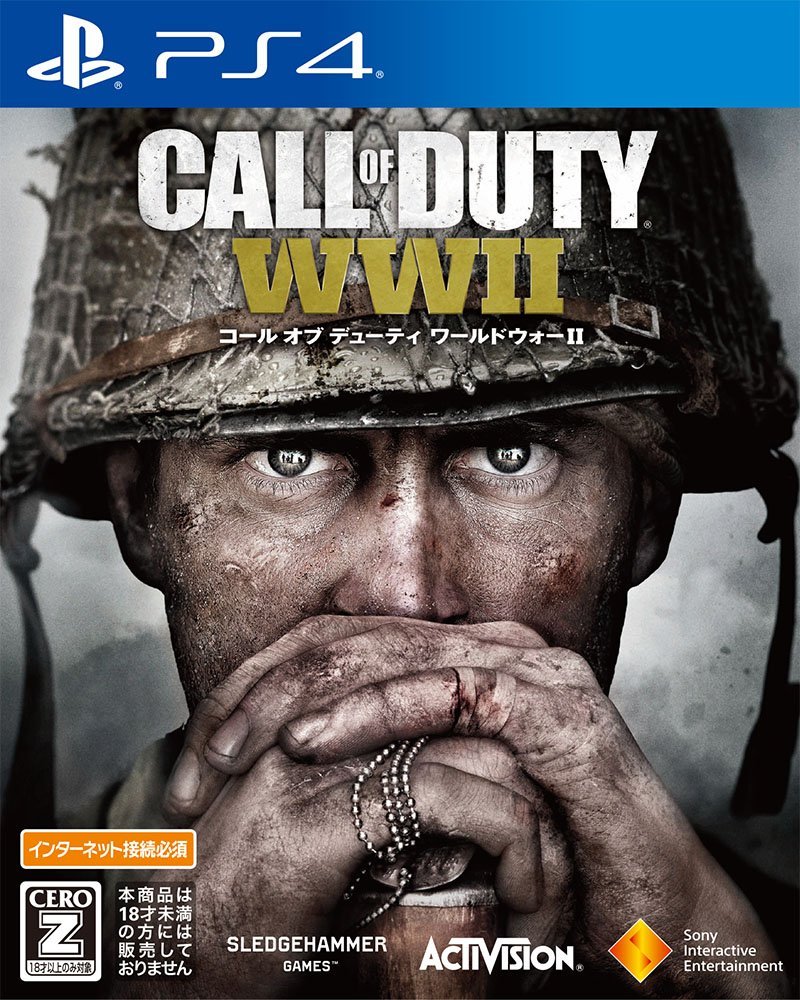 PS4
CALL OF DUTY®
WWII
コール オブ デューティ ワールドウォーII
インターネット接続必須
CERO
Z
18才以上のみ対象
本商品は
18才未満
の方には
販売して
おりません
SLEDGEHAMMER
GAMES™
ACTIVISION®
Sony
Interactive
Entertainment